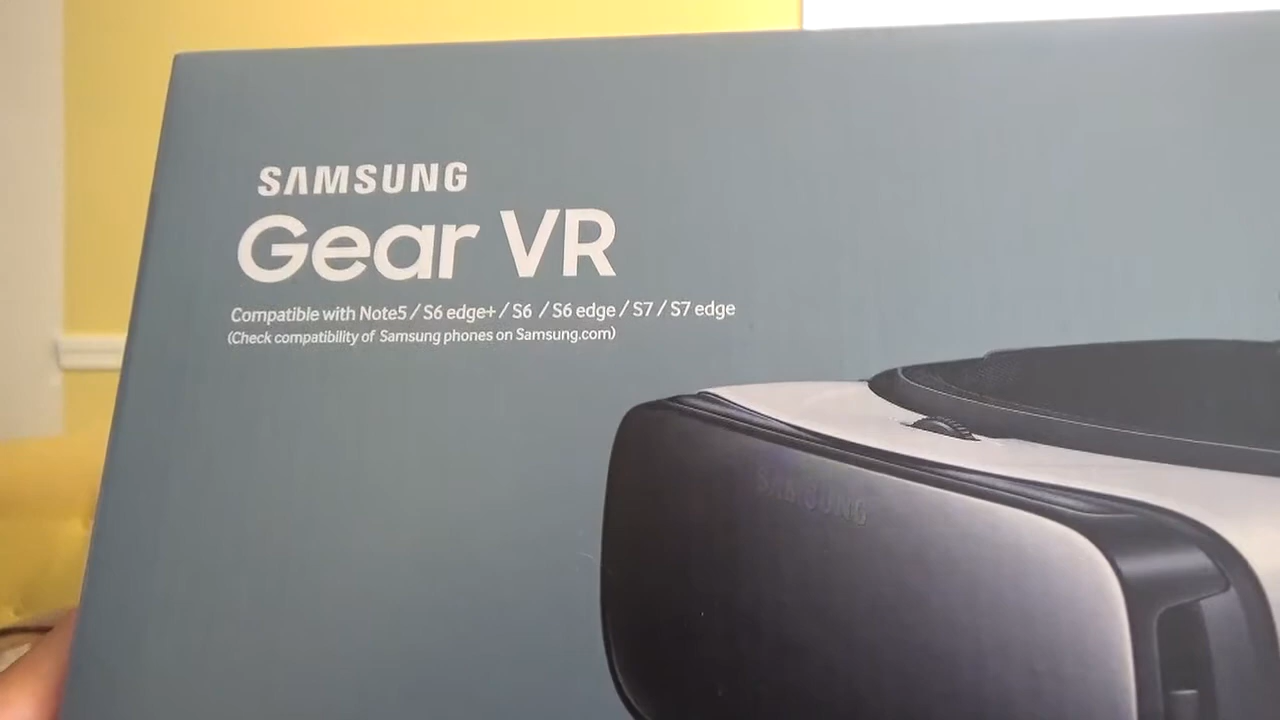 SAMSUNG
Gear VR
Compatible with Note5 / S6 edge+ / S6 / S6 edge / S7 / S7 edge
(Check compatibility of Samsung phones on Samsung.com)
SAMSUNG